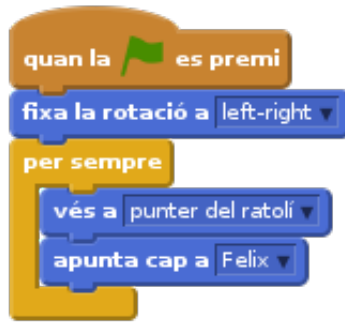 quan la es premi
fixa la rotació a left-right
per sempre
vés a punter del ratolí
apunta cap a Felix